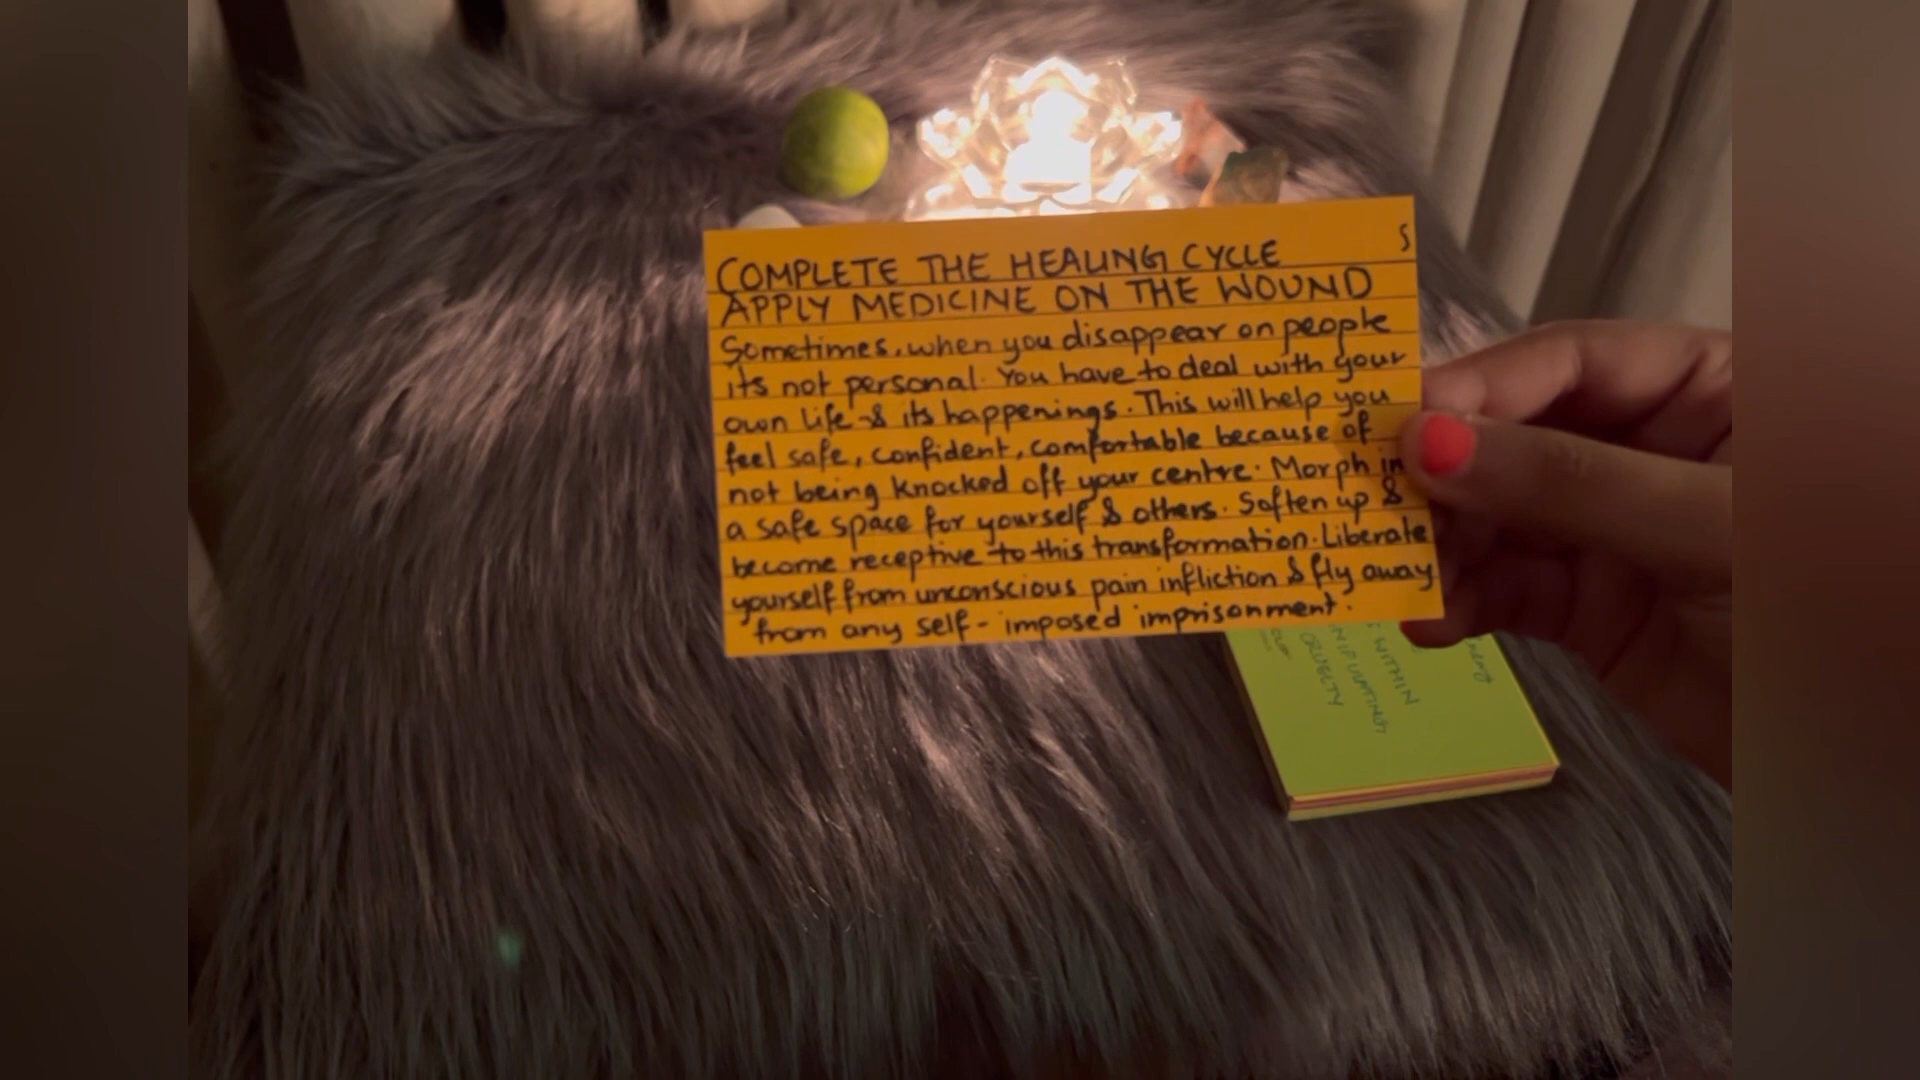 S
COMPLETE THE HEALING CYCLE
APPLY MEDICINE ON THE WOUND
Sometimes, when you disappear on people
its not personal. You have to deal with your
own life & its happenings. This will help you
feel safe, confident, comfortable because of
not being knocked off your centre. Morph in
a safe space for yourself & others. Soften up &
become receptive to this transformation. Liberate
yourself from unconscious pain infliction & fly away
from any self-imposed imprisonment.
WITHIN
CRUELTY